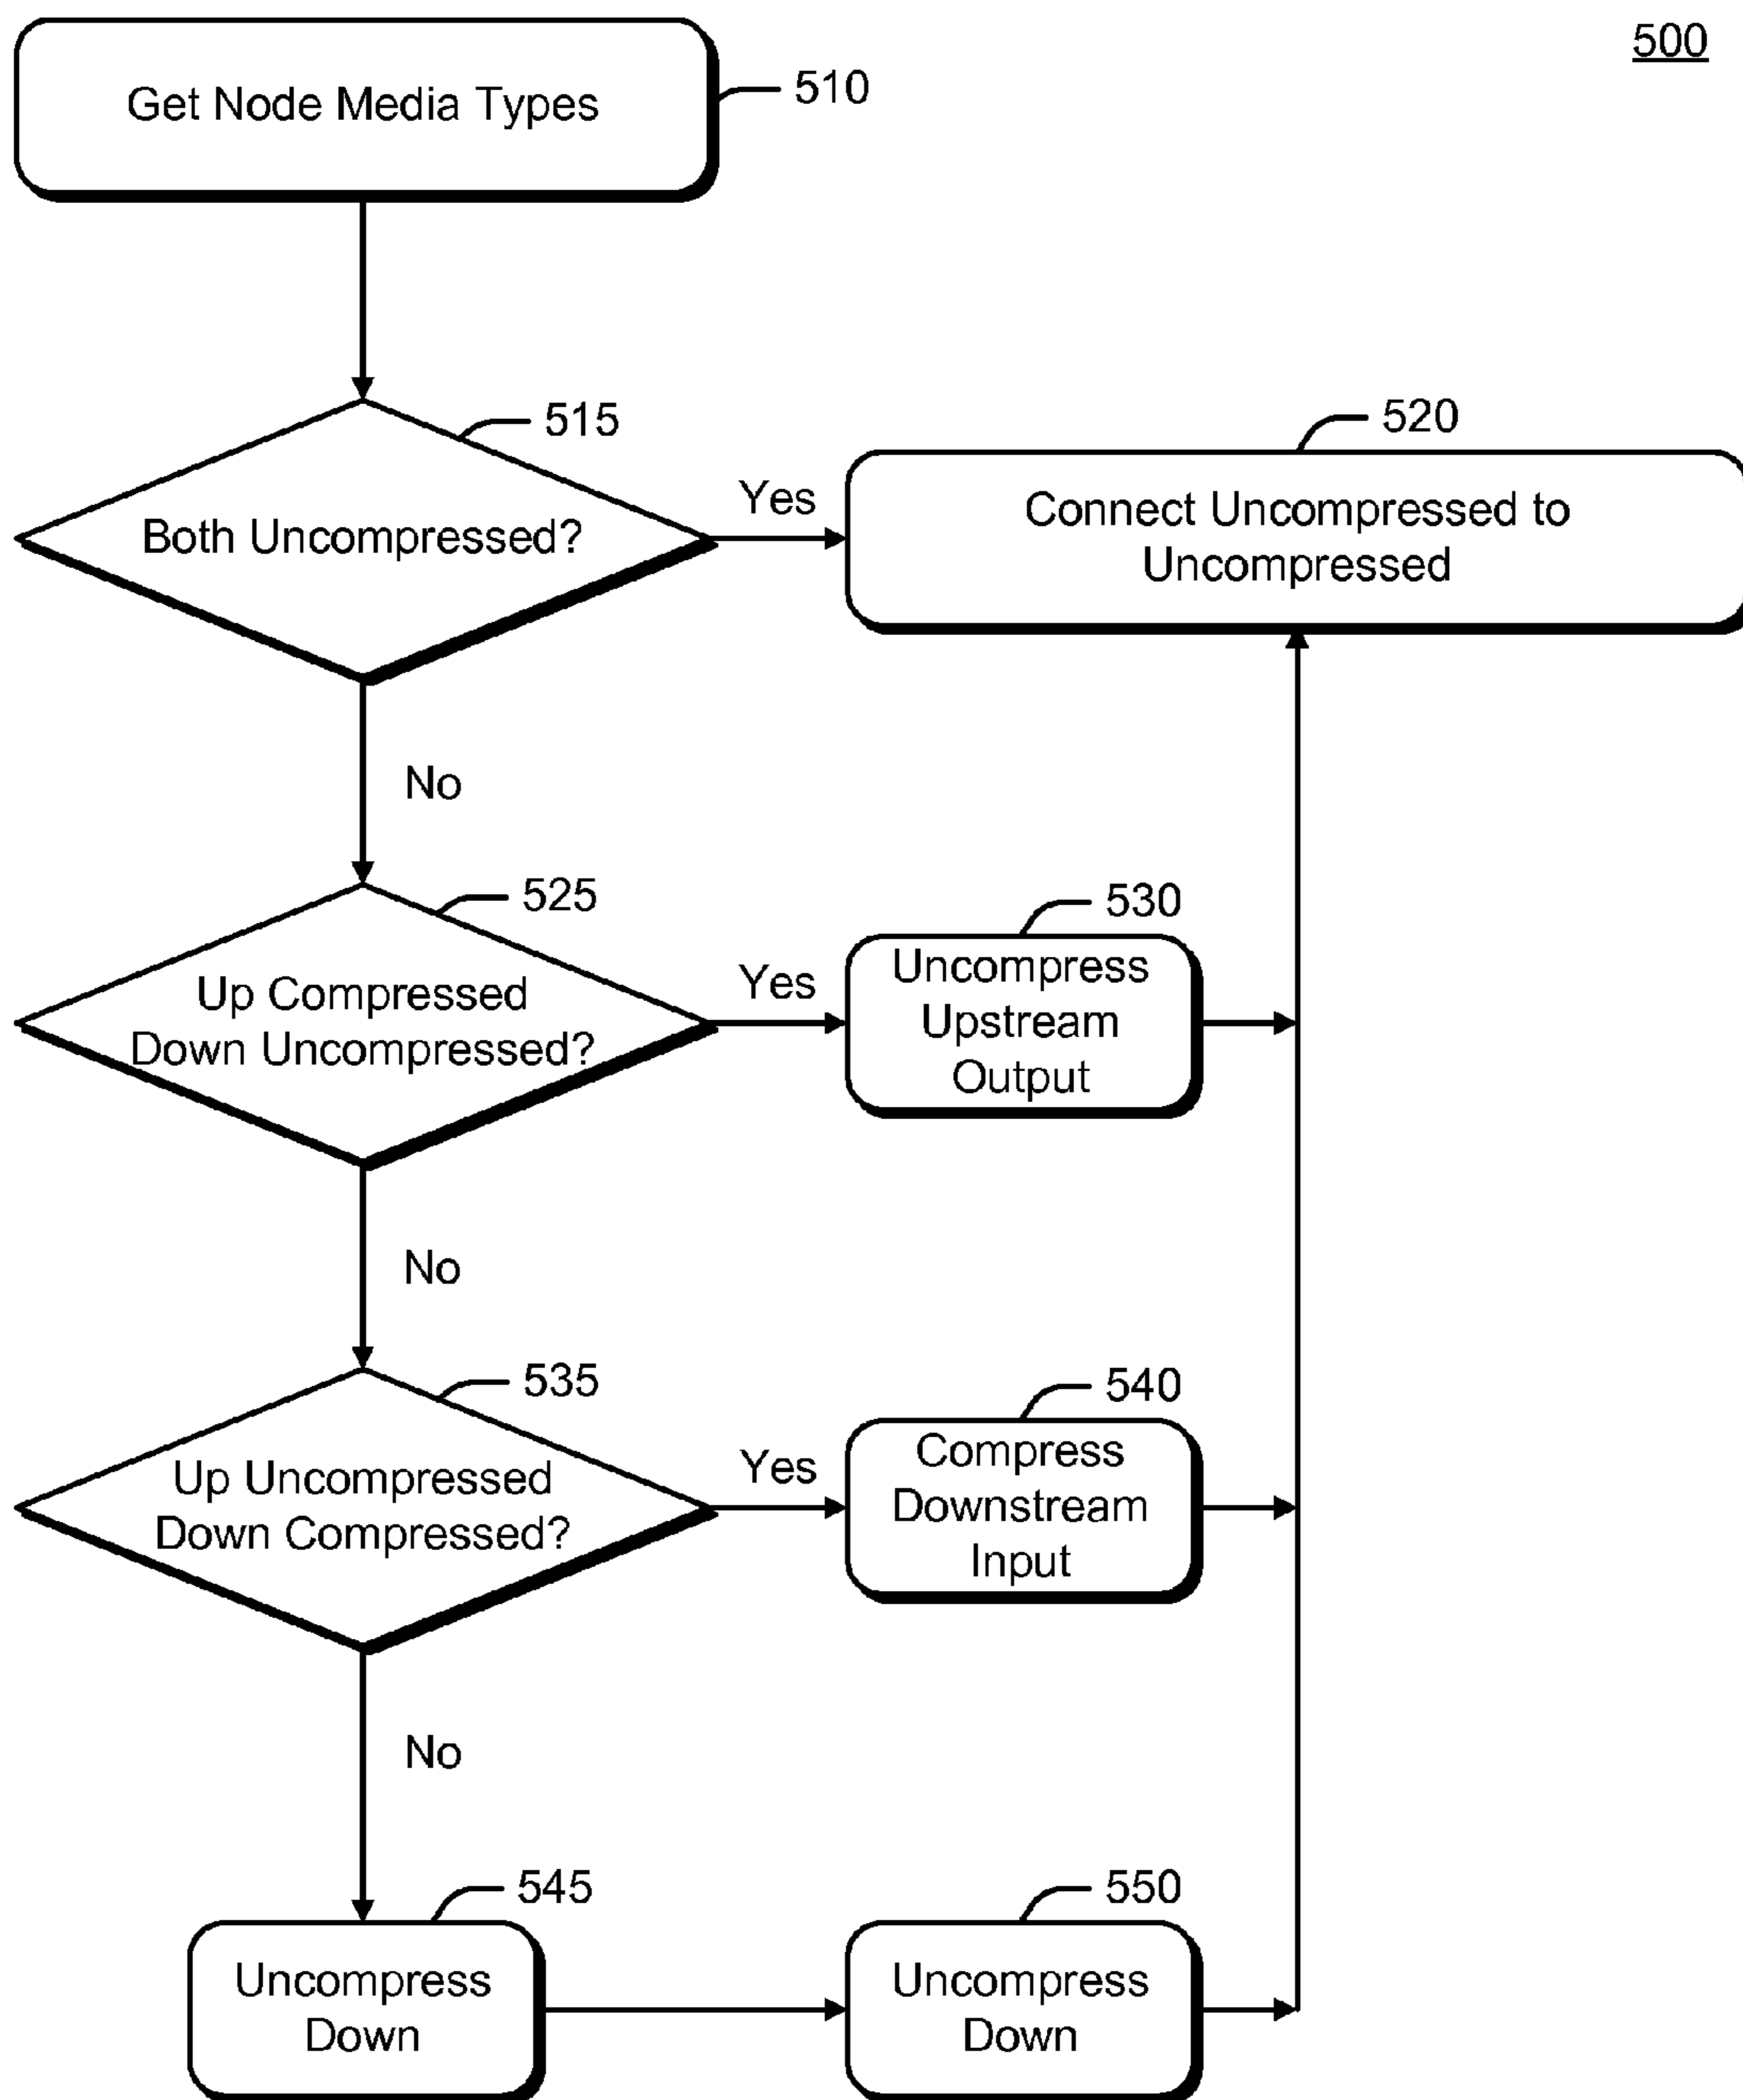 500
Get Node Media Types
510
515
Both Uncompressed?
Yes
520
Connect Uncompressed to
Uncompressed
No
525
Up Compressed
Down Uncompressed?
Yes
530
Uncompress
Upstream
Output
No
535
Up Uncompressed
Down Compressed?
Yes
540
Compress
Downstream
Input
No
545
Uncompress
Down
550
Uncompress
Down